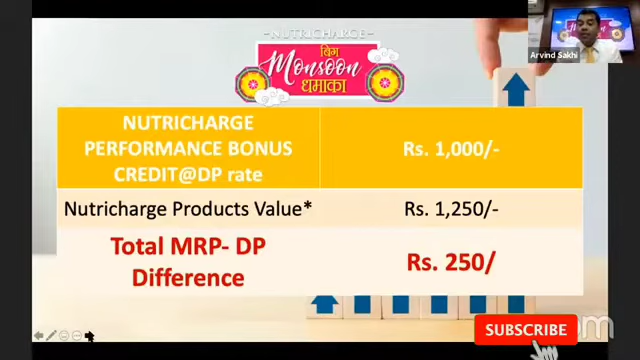 Arvind Sakhi
NUTRICHARGE
बिग
Monsoon
धमाका
NUTRICHARGE
PERFORMANCE BONUS
CREDIT@DP rate
Rs. 1,000/-
Nutricharge Products Value*
Rs. 1,250/-
Total MRP- DP
Difference
Rs. 250/
SUBSCRIBE